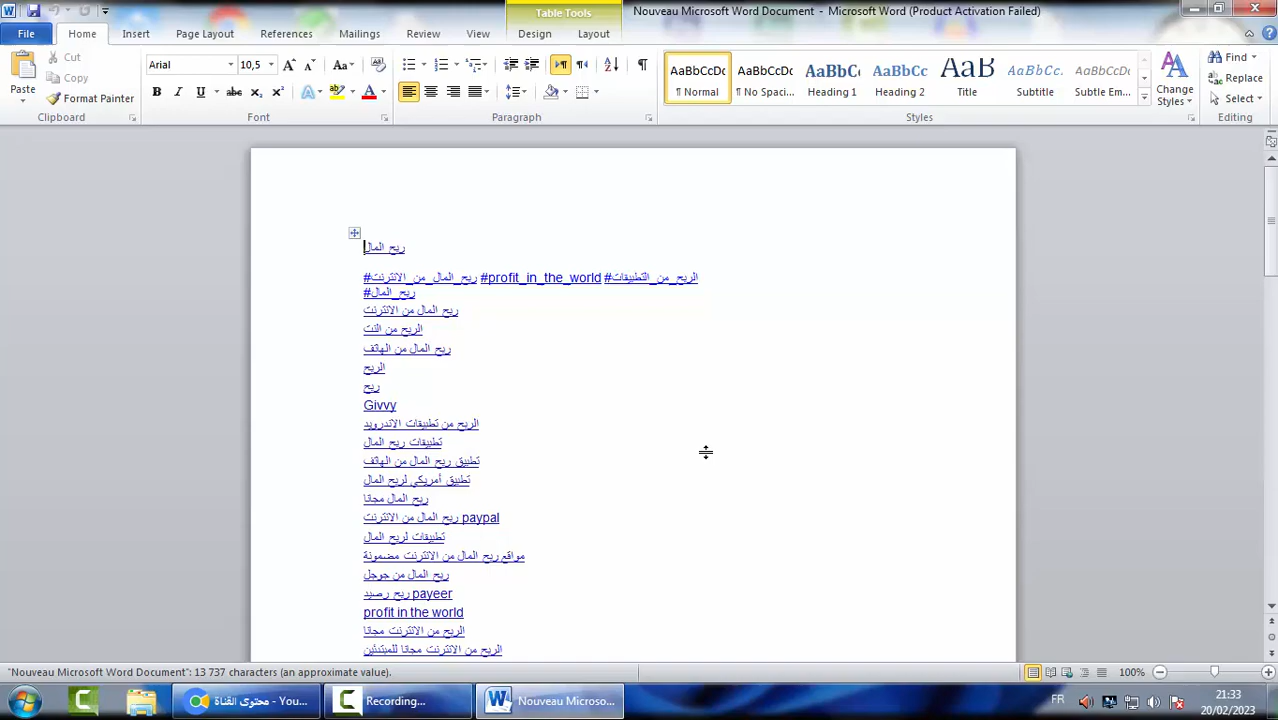 Table Tools
Nouveau Microsoft Word Document - Microsoft Word (Product Activation Failed)
File Home Insert Page Layout References Mailings Review View Design Layout
Cut
Copy
Format Painter
Paste
Clipboard
Arial 10,5
Font
Paragraph
AaBbCcDc AaBbCcDc AaBbC AaBbCc AaB AaBbCc. AaBbCcDc
¶ Normal ¶ No Spaci... Heading 1 Heading 2 Title Subtitle Subtle Em...
Change Styles
Styles
Find
Replace
Select
Editing
ربح المال
#ربح_المال_من_الانترنت #profit_in_the_world #الربح_من_التطبيقات
#ربح_المال
ربح المال من الانترنت
الربح من النت
ربح المال من الهاتف
الربح
ربح
Givvy
الربح من تطبيقات الاندرويد
تطبيقات ربح المال
تطبيق ربح المال من الهاتف
تطبيق أمريكي لربح المال
ربح المال مجانا
ربح المال من الانترنت paypal
تطبيقات لربح المال
مواقع ربح المال من الانترنت مضمونة
ربح المال من جوجل
ربح رصيد payeer
profit in the world
الربح من الانترنت مجانا
الربح من الانترنت مجانا للمبتدئين
"Nouveau Microsoft Word Document": 13 737 characters (an approximate value).
100%
محتوى القناة - You...
Recording...
Nouveau Microso...
FR
21:33
20/02/2023